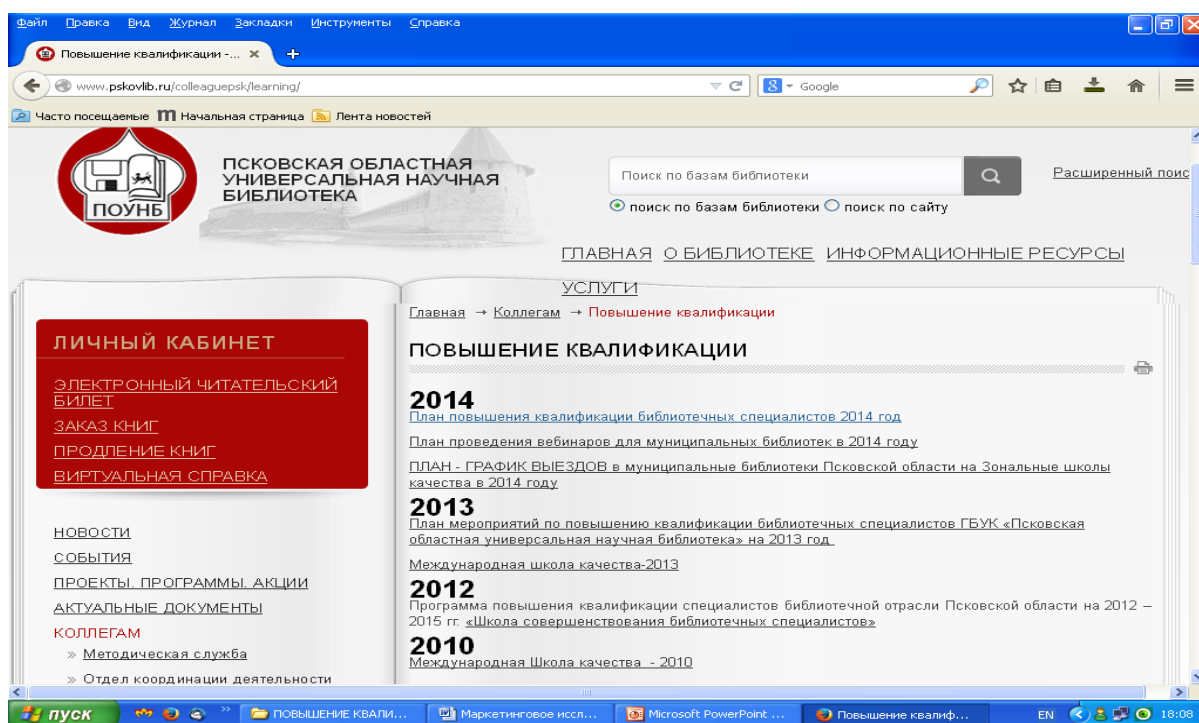 Файл Правка Вид Журнал Закладки Инструменты Справка
Повышение квалификации -...
www.pskovlib.ru/colleaguepsk/learning/
Google
Часто посещаемые Начальная страница Лента новостей
ПОУНБ
ПСКОВСКАЯ ОБЛАСТНАЯ
УНИВЕРСАЛЬНАЯ НАУЧНАЯ
БИБЛИОТЕКА
Поиск по базам библиотеки
Расширенный поис
поиск по базам библиотеки поиск по сайту
ГЛАВНАЯ О БИБЛИОТЕКЕ ИНФОРМАЦИОННЫЕ РЕСУРСЫ
УСЛУГИ
ЛИЧНЫЙ КАБИНЕТ
ЭЛЕКТРОННЫЙ ЧИТАТЕЛЬСКИЙ
БИЛЕТ
ЗАКАЗ КНИГ
ПРОДЛЕНИЕ КНИГ
ВИРТУАЛЬНАЯ СПРАВКА
НОВОСТИ
СОБЫТИЯ
ПРОЕКТЫ. ПРОГРАММЫ. АКЦИИ
АКТУАЛЬНЫЕ ДОКУМЕНТЫ
КОЛЛЕГАМ
» Методическая служба
» Отдел координации деятельности
Главная → Коллегам → Повышение квалификации
ПОВЫШЕНИЕ КВАЛИФИКАЦИИ
2014
План повышения квалификации библиотечных специалистов 2014 год
План проведения вебинаров для муниципальных библиотек в 2014 году
ПЛАН - ГРАФИК ВЫЕЗДОВ в муниципальные библиотеки Псковской области на Зональные школы
качества в 2014 году
2013
План мероприятий по повышению квалификации библиотечных специалистов ГБУК «Псковская
областная универсальная научная библиотека» на 2013 год
Международная школа качества-2013
2012
Программа повышения квалификации специалистов библиотечной отрасли Псковской области на 2012 –
2015 гг. «Школа совершенствования библиотечных специалистов»
2010
Международная Школа качества - 2010
пуск
ПОВЫШЕНИЕ КВАЛИ...
Маркетинговое иссл...
Microsoft PowerPoint ...
Повышение квалиф...
EN
18:08